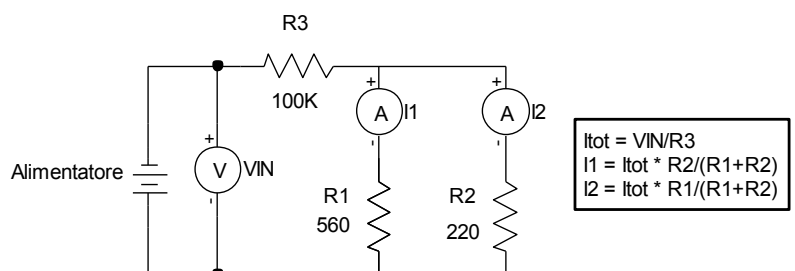 R3
100K
+
+
A
I1
-
+
A
I2
-
Alimentatore
+
V
VIN
-
R1
560
R2
220
Itot = VIN/R3
I1 = Itot * R2/(R1+R2)
I2 = Itot * R1/(R1+R2)